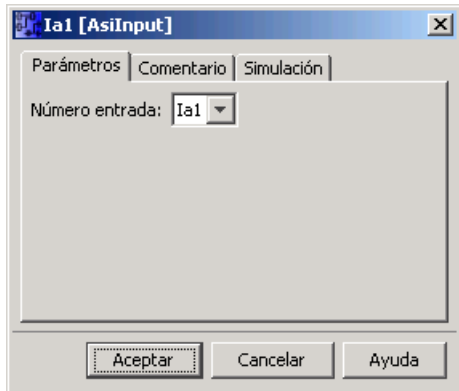 Ia1 [AsiInput]
Parámetros Comentario Simulación
Número entrada: Ia1
Aceptar Cancelar Ayuda